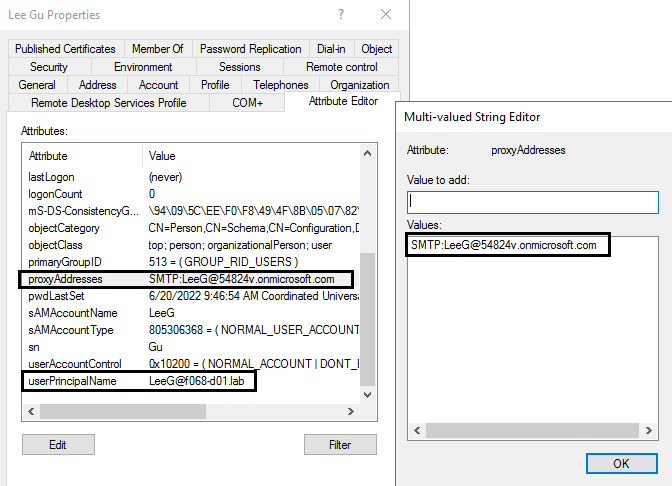 Lee Gu Properties
? ×
Published Certificates Member Of Password Replication Dial-in Object
Security Environment Sessions Remote control
General Address Account Profile Telephones Organization
Remote Desktop Services Profile COM+ Attribute Editor
Attributes:
Attribute Value
lastLogon (never)
logonCount 0
mS-DS-ConsistencyG... \94\09\5C\EE\F0\F8\49\4F\8B\05\07\82\
objectCategory CN=Person,CN=Schema,CN=Configuration,D
objectClass top; person; organizationalPerson; user
primaryGroupID 513 = ( GROUP_RID_USERS )
proxyAddresses SMTP:LeeG@54824v.onmicrosoft.com
pwdLastSet 6/20/2022 9:46:54 AM Coordinated Universa
sAMAccountName LeeG
sAMAccountType 805306368 = ( NORMAL_USER_ACCOUNT
sn Gu
userAccountControl 0x10200 = ( NORMAL_ACCOUNT | DONT_
userPrincipalName LeeG@f068-d01.lab
Edit Filter
Multi-valued String Editor
Attribute: proxyAddresses
Value to add:
Values:
SMTP:LeeG@54824v.onmicrosoft.com
OK